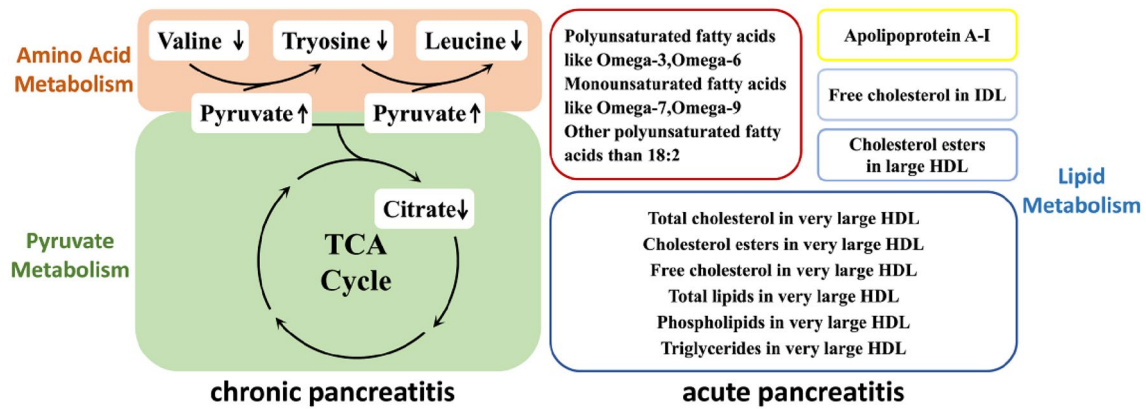 Amino Acid
Metabolism
Valine ↓
Tryosine ↓
Leucine ↓
Pyruvate ↑
Pyruvate ↑
Pyruvate
Metabolism
Citrate↓
TCA
Cycle
chronic pancreatitis
Polyunsaturated fatty acids
like Omega-3,Omega-6
Monounsaturated fatty acids
like Omega-7,Omega-9
Other polyunsaturated fatty
acids than 18:2
Apolipoprotein A-I
Free cholesterol in IDL
Cholesterol esters
in large HDL
Lipid
Metabolism
Total cholesterol in very large HDL
Cholesterol esters in very large HDL
Free cholesterol in very large HDL
Total lipids in very large HDL
Phospholipids in very large HDL
Triglycerides in very large HDL
acute pancreatitis